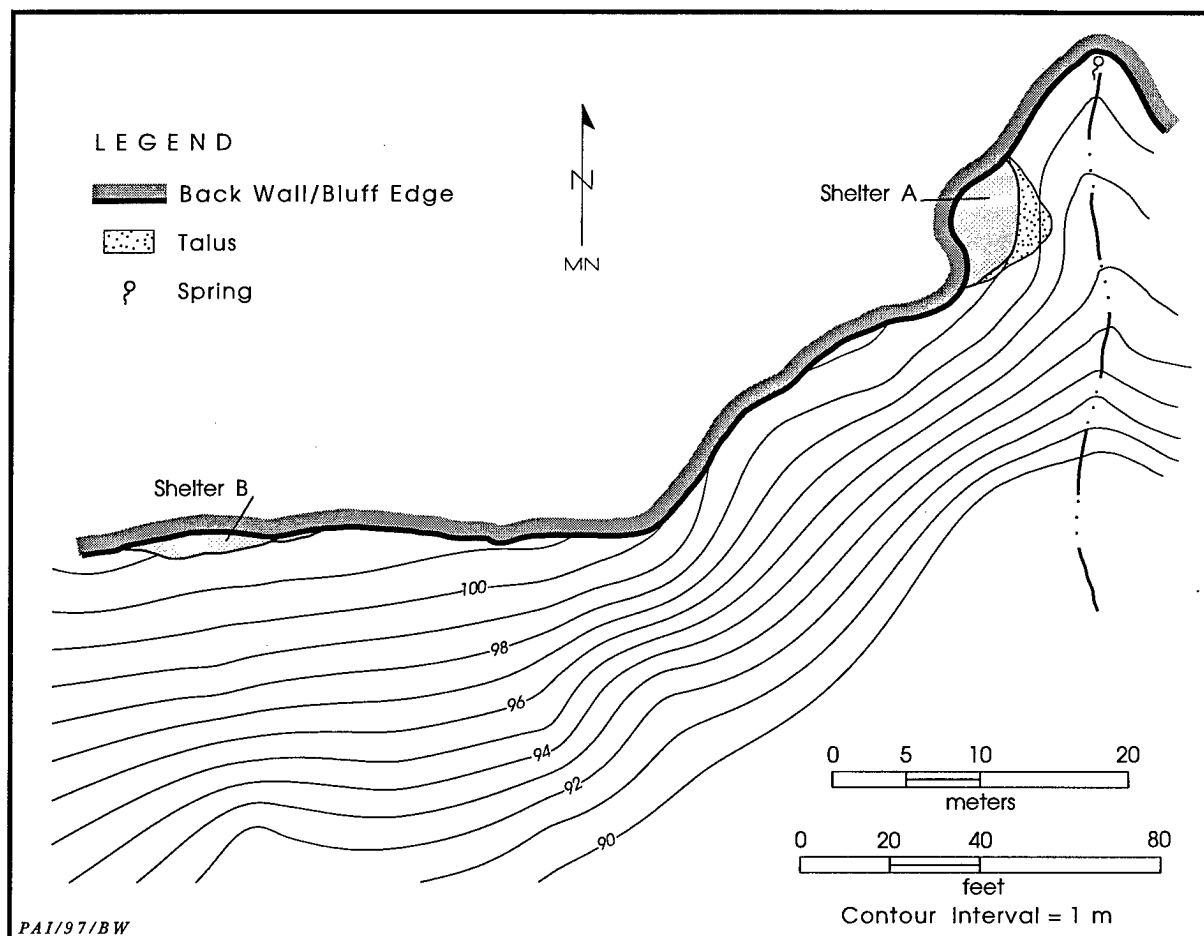 LEGEND
Back Wall/Bluff Edge
Talus
Spring
N
MN
Shelter A
Shelter B
100
98
96
94
92
90
0 5 10 20
meters
0 20 40 80
feet
Contour Interval = 1 m
PAI/97/BW